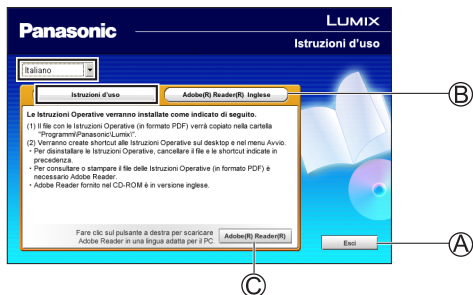 LUMIX
Panasonic
Istruzioni d'uso
Italiano
Istruzioni d'uso
Adobe(R) Reader(R) Inglese
B
Le Istruzioni Operative verranno installate come indicato di seguito.
(1) Il file con le Istruzioni Operative (in formato PDF) verrà copiato nella cartella
"Programmi\Panasonic\Lumix\".
(2) Verranno create shortcut alle Istruzioni Operative sul desktop e nel menu Avvio.
· Per disinstallare le Istruzioni Operative, cancellare il file e le shortcut indicate in
precedenza.
· Per consultare o stampare il file delle Istruzioni Operative (in formato PDF) è
necessario Adobe Reader.
· Adobe Reader fornito nel CD-ROM è in versione inglese.
Fare clic sul pulsante a destra per scaricare
Adobe Reader in una lingua adatta per il PC.
Adobe(R) Reader(R)
Esci
A
C